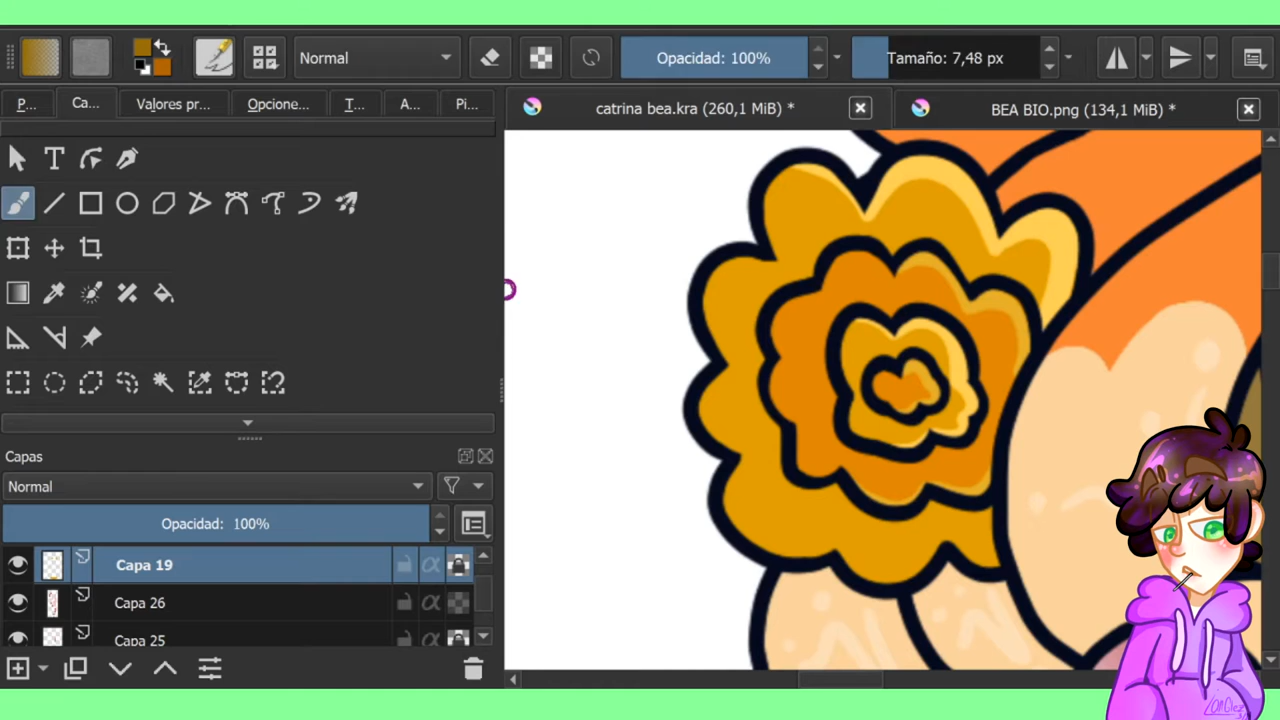 Normal
Opacidad: 100%
Tamaño: 7,48 px
P...
Ca...
Valores pr...
Opcione...
T...
A...
Pi...
catrina bea.kra (260,1 MiB) *
BEA BIO.png (134,1 MiB) *
Capas
Normal
Opacidad: 100%
Capa 19
Capa 26
Capa 25